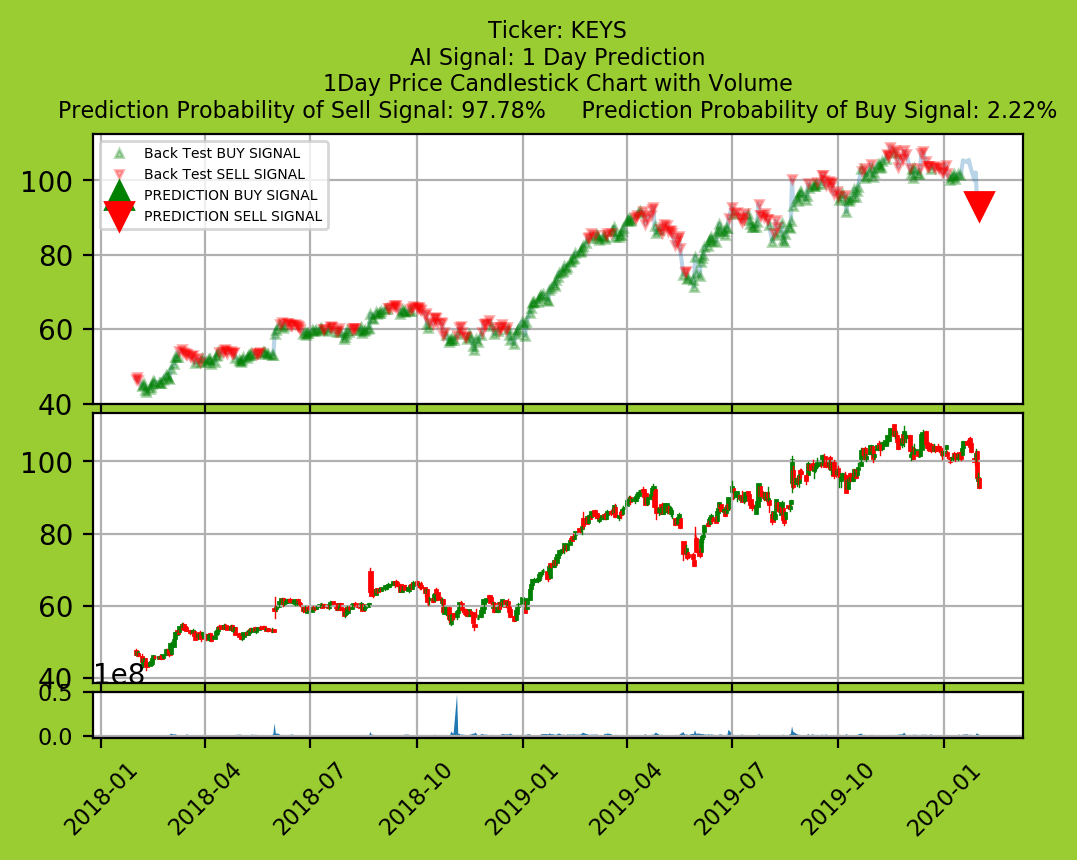 Ticker: KEYS
AI Signal: 1 Day Prediction
1Day Price Candlestick Chart with Volume
Prediction Probability of Sell Signal: 97.78% Prediction Probability of Buy Signal: 2.22%
Back Test BUY SIGNAL
Back Test SELL SIGNAL
PREDICTION BUY SIGNAL
PREDICTION SELL SIGNAL
100
80
60
40
100
80
60
40
1e8
0.5
0.0
2018-01 2018-04 2018-07 2018-10 2019-01 2019-04 2019-07 2019-10 2020-01